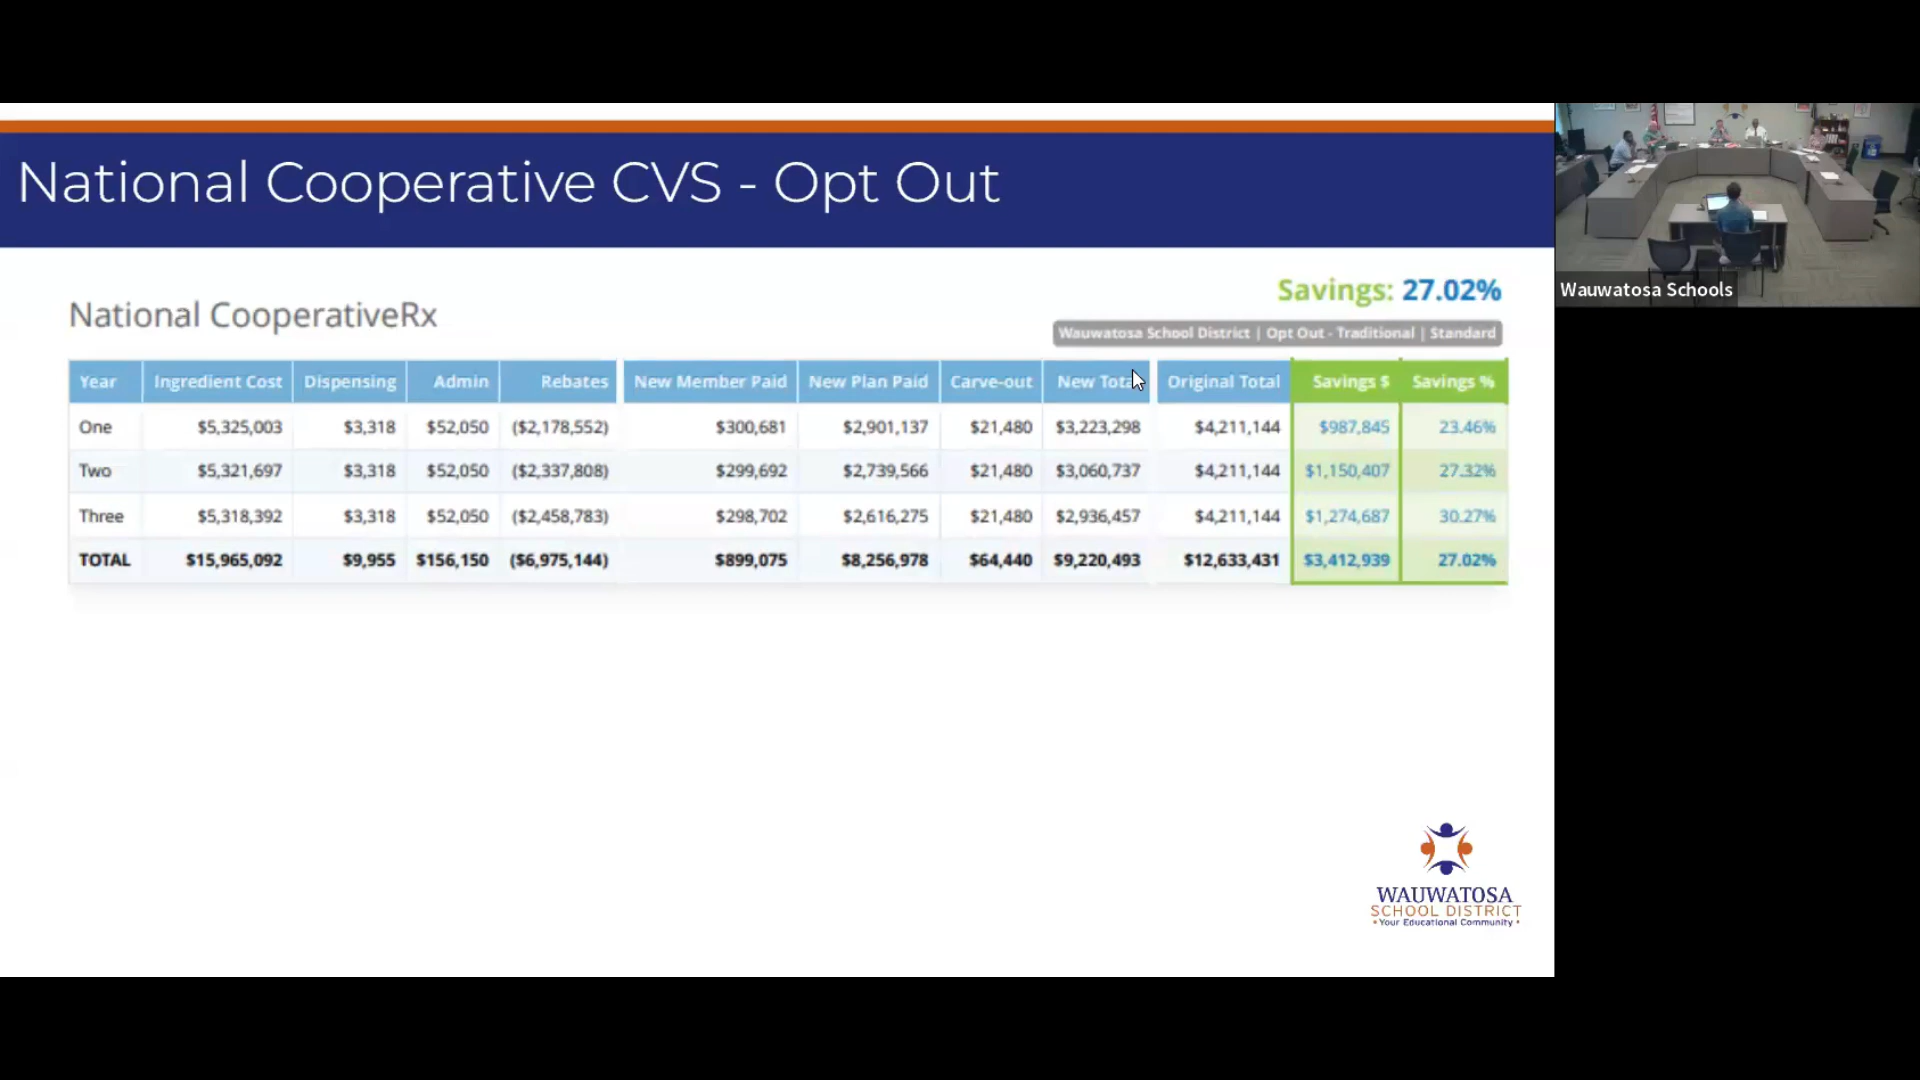 National Cooperative CVS - Opt Out
Savings: 27.02%
National CooperativeRx
Wauwatosa School District | Opt Out - Traditional | Standard
Year Ingredient Cost Dispensing Admin Rebates New Member Paid New Plan Paid Carve-out New Total Original Total Savings $ Savings %
One $5,325,003 $3,318 $52,050 ($2,178,552) $300,681 $2,901,137 $21,480 $3,223,298 $4,211,144 $987,845 23.46%
Two $5,321,697 $3,318 $52,050 ($2,337,808) $299,692 $2,739,566 $21,480 $3,060,737 $4,211,144 $1,150,407 27.32%
Three $5,318,392 $3,318 $52,050 ($2,458,783) $298,702 $2,616,275 $21,480 $2,936,457 $4,211,144 $1,274,687 30.27%
TOTAL $15,965,092 $9,955 $156,150 ($6,975,144) $899,075 $8,256,978 $64,440 $9,220,493 $12,633,431 $3,412,939 27.02%
WAUWATOSA
SCHOOL DISTRICT
• Your Educational Community •
Wauwatosa Schools